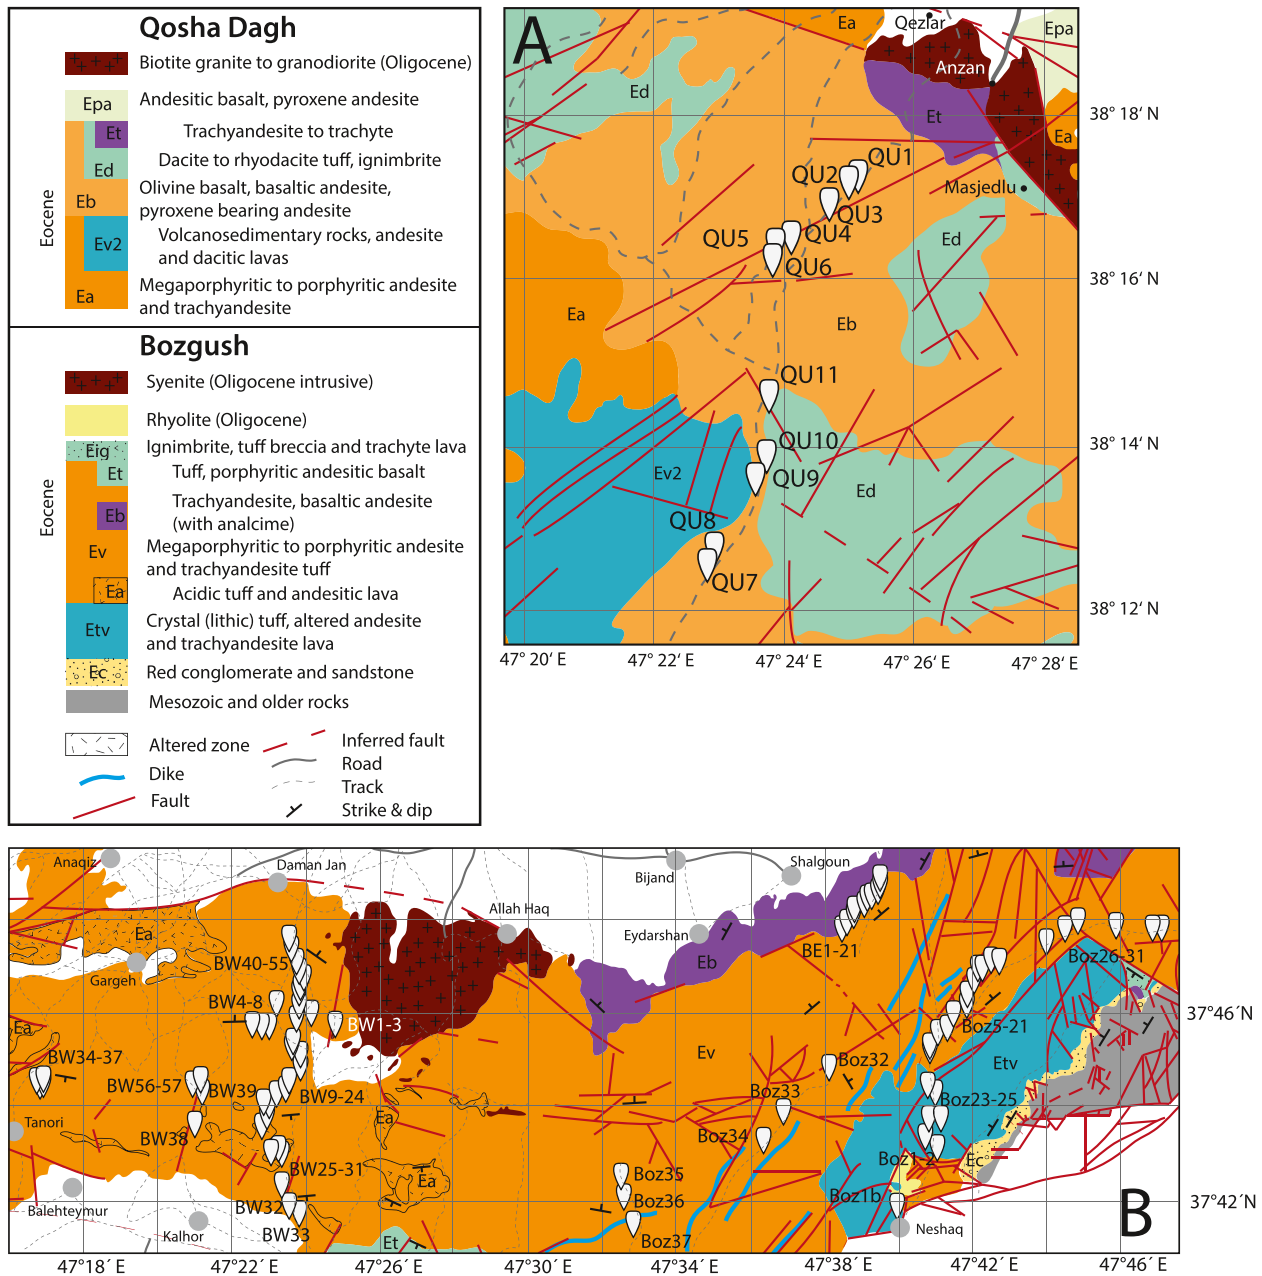 Qosha Dagh
Biotite granite to granodiorite (Oligocene)
Epa
Andesitic basalt, pyroxene andesite
Et
Trachyandesite to trachyte
Ed
Dacite to rhyodacite tuff, ignimbrite
Eocene
Eb
Olivine basalt, basaltic andesite,
pyroxene bearing andesite
Ev2
Volcanosedimentary rocks, andesite
and dacitic lavas
Ea
Megaporphyritic to porphyritic andesite
and trachyandesite
Bozgush
Syenite (Oligocene intrusive)
Rhyolite (Oligocene)
Eig
Ignimbrite, tuff breccia and trachyte lava
Et
Tuff, porphyritic andesitic basalt
Eocene
Eb
Trachyandesite, basaltic andesite
(with analcime)
Ev
Megaporphyritic to porphyritic andesite
and trachyandesite tuff
Ea
Acidic tuff and andesitic lava
Etv
Crystal (lithic) tuff, altered andesite
and trachyandesite lava
Ec
Red conglomerate and sandstone
Mesozoic and older rocks
Altered zone
Dike
Fault
Inferred fault
Road
Track
Strike & dip
A
Ea
Qezlar
Epa
Anzan
Ed
Et
38° 18‘ N
Ea
QU1
QU2
Masjedlu
QU3
QU4
QU5
Ed
QU6
38° 16‘ N
Ea
Eb
QU11
QU10
38° 14‘ N
Ev2
QU9
Ed
QU8
QU7
38° 12‘ N
47° 20‘ E
47° 22‘ E
47° 24‘ E
47° 26‘ E
47° 28‘ E
Anaqiz
Daman Jan
Bijand
Shalgoun
Allah Haq
Ea
Eydarshan
BE1-21
BW40-55
Boz26-31
Gargeh
Eb
BW4-8
37°46´N
Ea
BW1-3
Boz5-21
Ev
BW34-37
Boz32
Etv
BW56-57
BW39
BW9-24
Boz33
Boz23-25
Tanori
Ea
BW38
Boz34
Boz1-2
Ec
BW25-31
Ea
Boz35
Boz1b
Boz36
B
37°42´N
BW32
Balehteymur
Kalhor
BW33
Et
Boz37
Neshaq
47°18´ E
47°22´ E
47°26´ E
47°30´ E
47°34´ E
47°38´ E
47°42´ E
47°46´ E